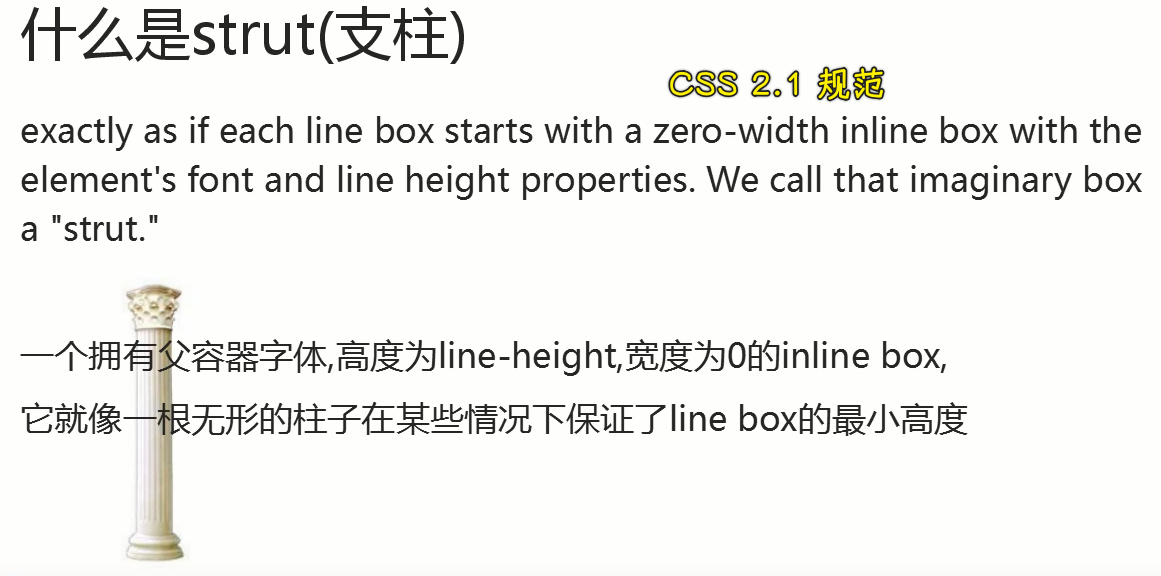 什么是strut(支柱)
CSS 2.1 规范
exactly as if each line box starts with a zero-width inline box with the
element's font and line height properties. We call that imaginary box
a "strut."
一个拥有父容器字体,高度为line-height,宽度为0的inline box,
它就像一根无形的柱子在某些情况下保证了line box的最小高度